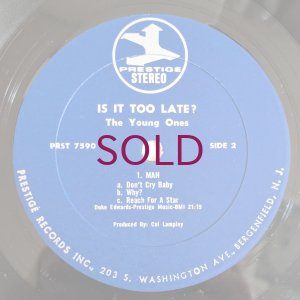 PRESTIGE
STEREO
IS IT TOO LATE?
The Young Ones
PRST 7590
SOLD
SIDE 2
1. MAN
a. Don't Cry Baby
b. Why?
c. Reach For A Star
Duke Edwards-Prestige Music-BMI 21:15
Produced By: Cal Lampley
PRESTIGE RECORDS INC., 203 S. WASHINGTON AVE., BERGENFIELD, N. J.